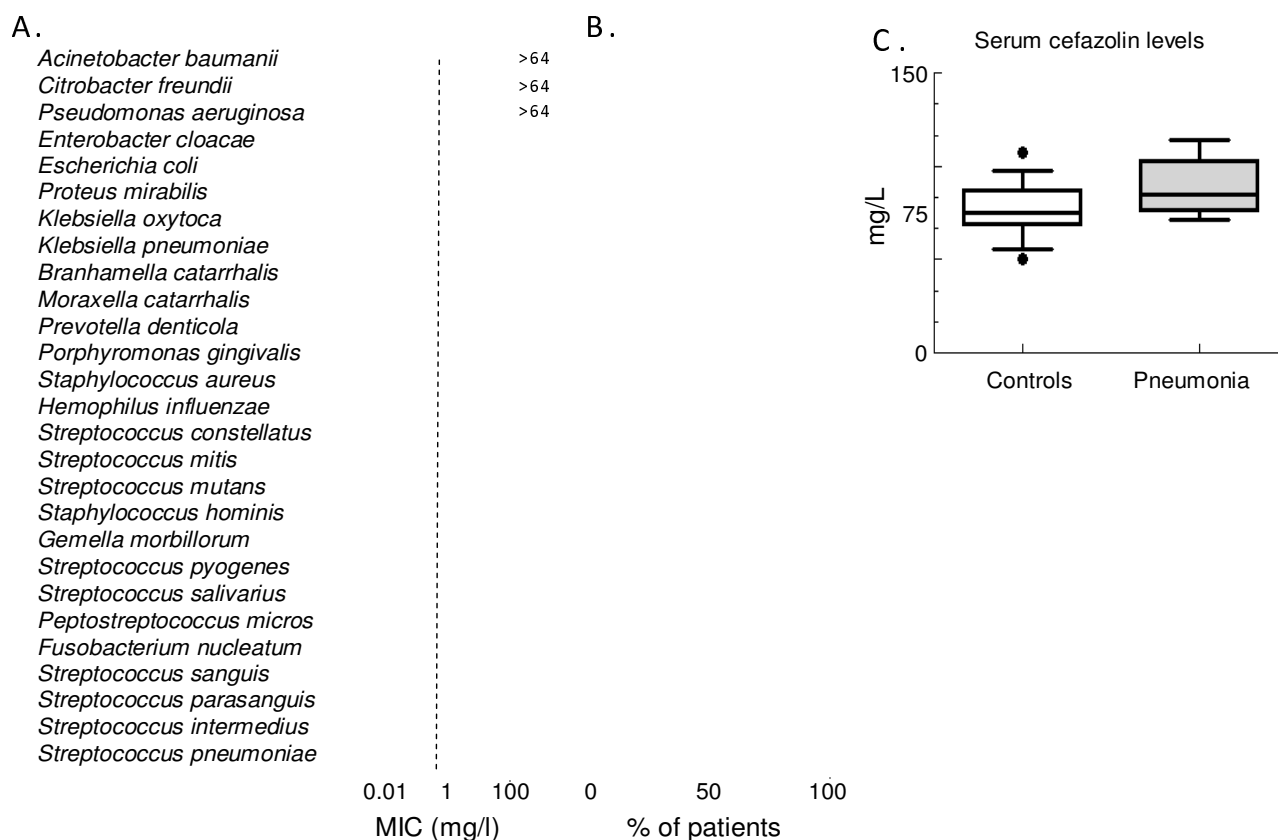 A.
Acinetobacter baumanii >64
Citrobacter freundii >64
Pseudomonas aeruginosa >64
Enterobacter cloacae
Escherichia coli
Proteus mirabilis
Klebsiella oxytoca
Klebsiella pneumoniae
Branhamella catarrhalis
Moraxella catarrhalis
Prevotella denticola
Porphyromonas gingivalis
Staphylococcus aureus
Hemophilus influenzae
Streptococcus constellatus
Streptococcus mitis
Streptococcus mutans
Staphylococcus hominis
Gemella morbillorum
Streptococcus pyogenes
Streptococcus salivarius
Peptostreptococcus micros
Fusobacterium nucleatum
Streptococcus sanguis
Streptococcus parasanguis
Streptococcus intermedius
Streptococcus pneumoniae
0.01 1 100
MIC (mg/l)
B.
0 50 100
% of patients
C. Serum cefazolin levels
150
75
0
mg/L
Controls Pneumonia